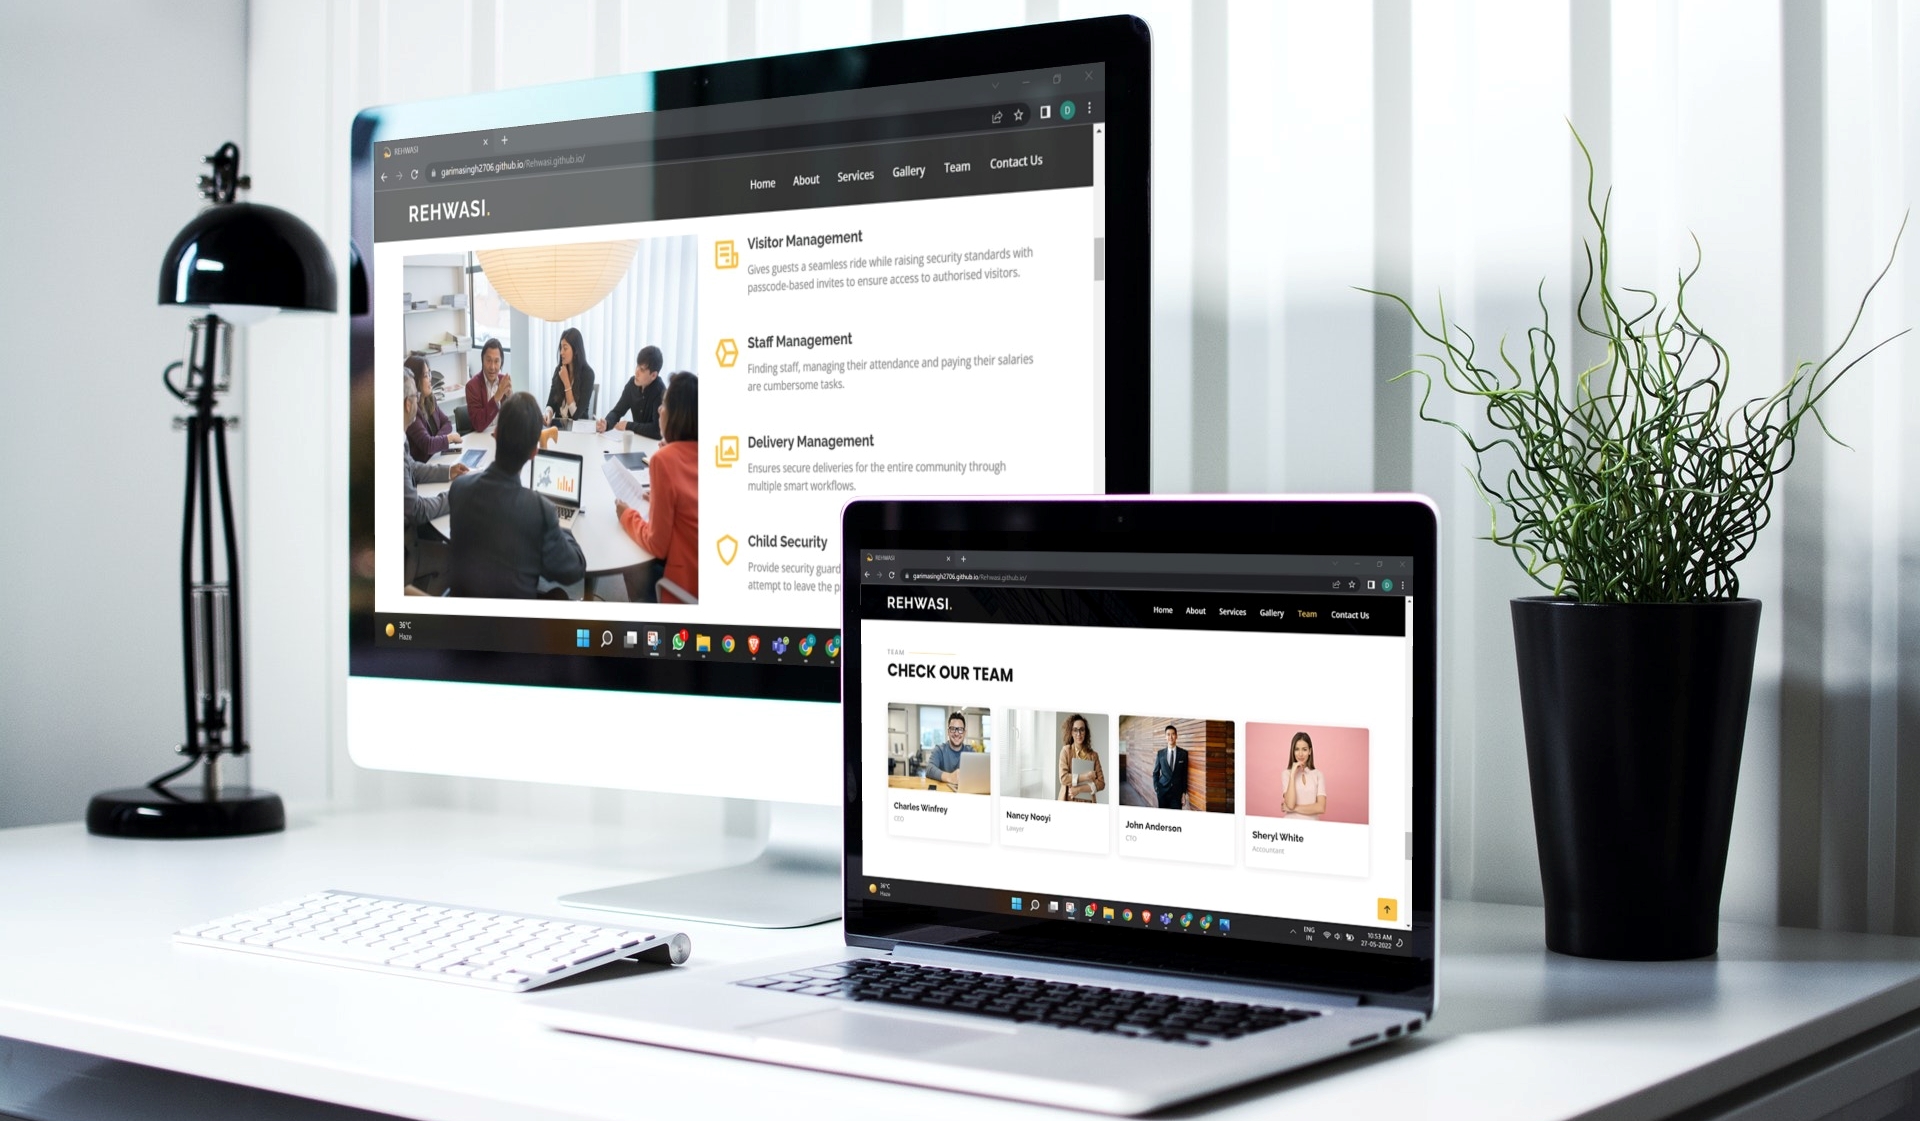 REHWASI
garimasingh2706.github.io/Rehwasi.github.io/
D
REHWASI.
Home About Services Gallery Team Contact Us
Visitor Management
Gives guests a seamless ride while raising security standards with
passcode-based invites to ensure access to authorised visitors.
Staff Management
Finding staff, managing their attendance and paying their salaries
are cumbersome tasks.
Delivery Management
Ensures secure deliveries for the entire community through
multiple smart workflows.
Child Security
Provide security guard
attempt to leave the p
36°C
Haze
REHWASI
garimasingh2706.github.io/Rehwasi.github.io/
D
REHWASI.
Home About Services Gallery Team Contact Us
TEAM
CHECK OUR TEAM
Charles Winfrey
CEO
Nancy Nooyi
Lawyer
John Anderson
CTO
Sheryl White
Accountant
36°C
Haze
ENG
IN
10:53 AM
27-05-2022